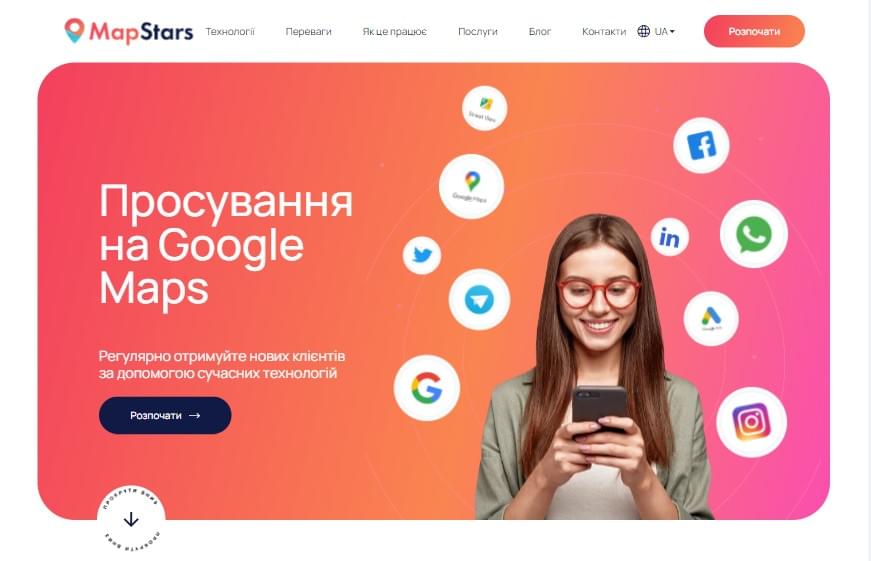 MapStars
Технології
Переваги
Як це працює
Послуги
Блог
Контакти
UA
Розпочати
Street View
Google Maps
Просування
на Google
Maps
Регулярно отримуйте нових клієнтів
за допомогою сучасних технологій
Розпочати
Google Ads
ПРОКРУТИ ВНИЗ
ПРОКРУТИ ВНИЗ